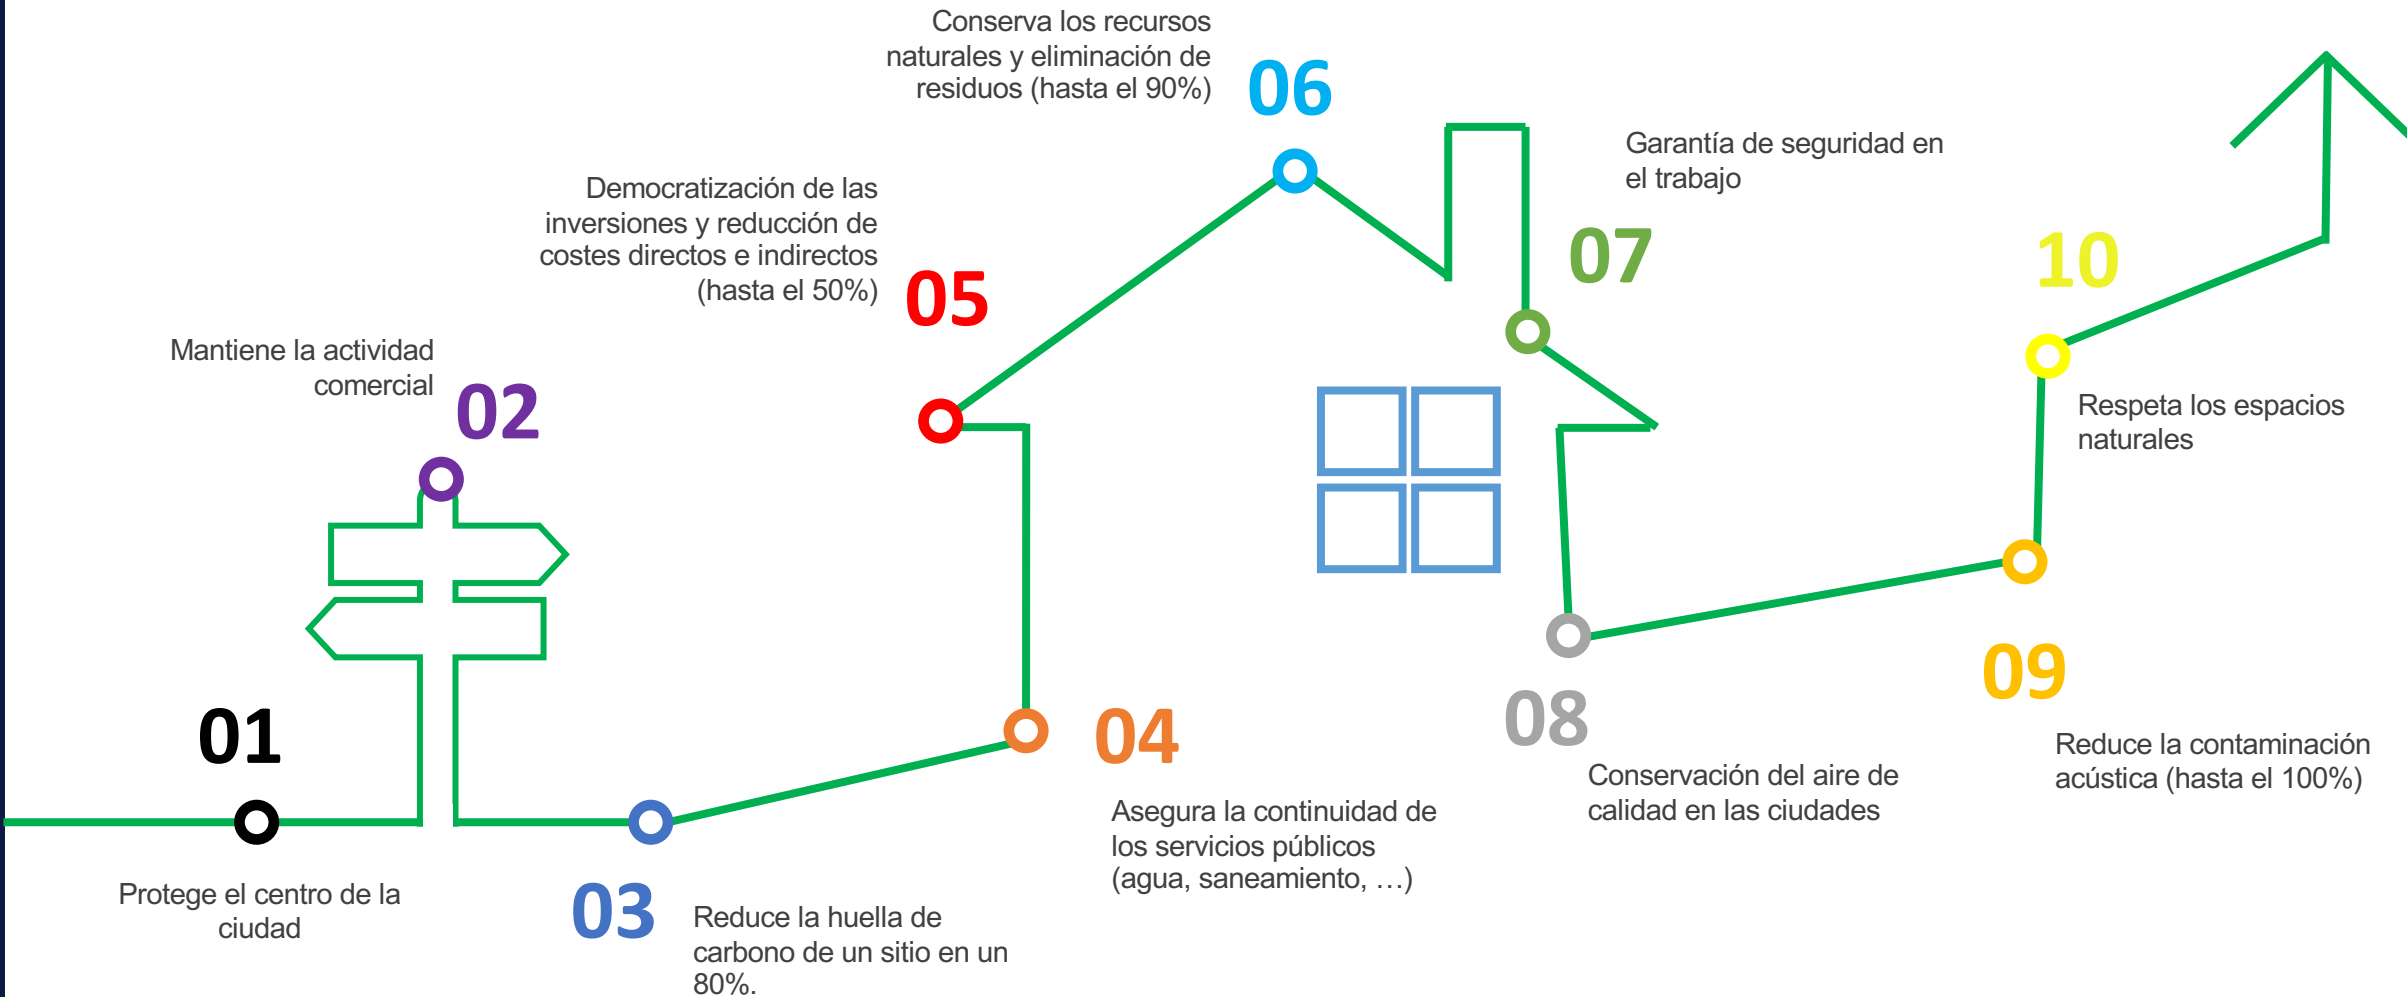 01
Protege el centro de la
ciudad
Mantiene la actividad
comercial
02
03
Reduce la huella de
carbono de un sitio en un
80%.
04
Asegura la continuidad de
los servicios públicos
(agua, saneamiento, …)
Democratización de las
inversiones y reducción de
costes directos e indirectos
(hasta el 50%)
05
Conserva los recursos
naturales y eliminación de
residuos (hasta el 90%)
06
Garantía de seguridad en
el trabajo
07
08
Conservación del aire de
calidad en las ciudades
09
Reduce la contaminación
acústica (hasta el 100%)
10
Respeta los espacios
naturales